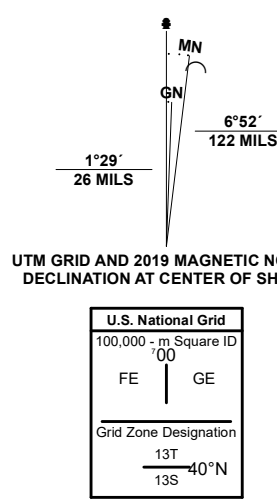 MN
GN
6°52´
122 MILS
1°29´
26 MILS
UTM GRID AND 2019 MAGNETIC NO
DECLINATION AT CENTER OF SH
U.S. National Grid
100,000 - m Square ID
⁷00
FE GE
Grid Zone Designation
13T
40°N
13S